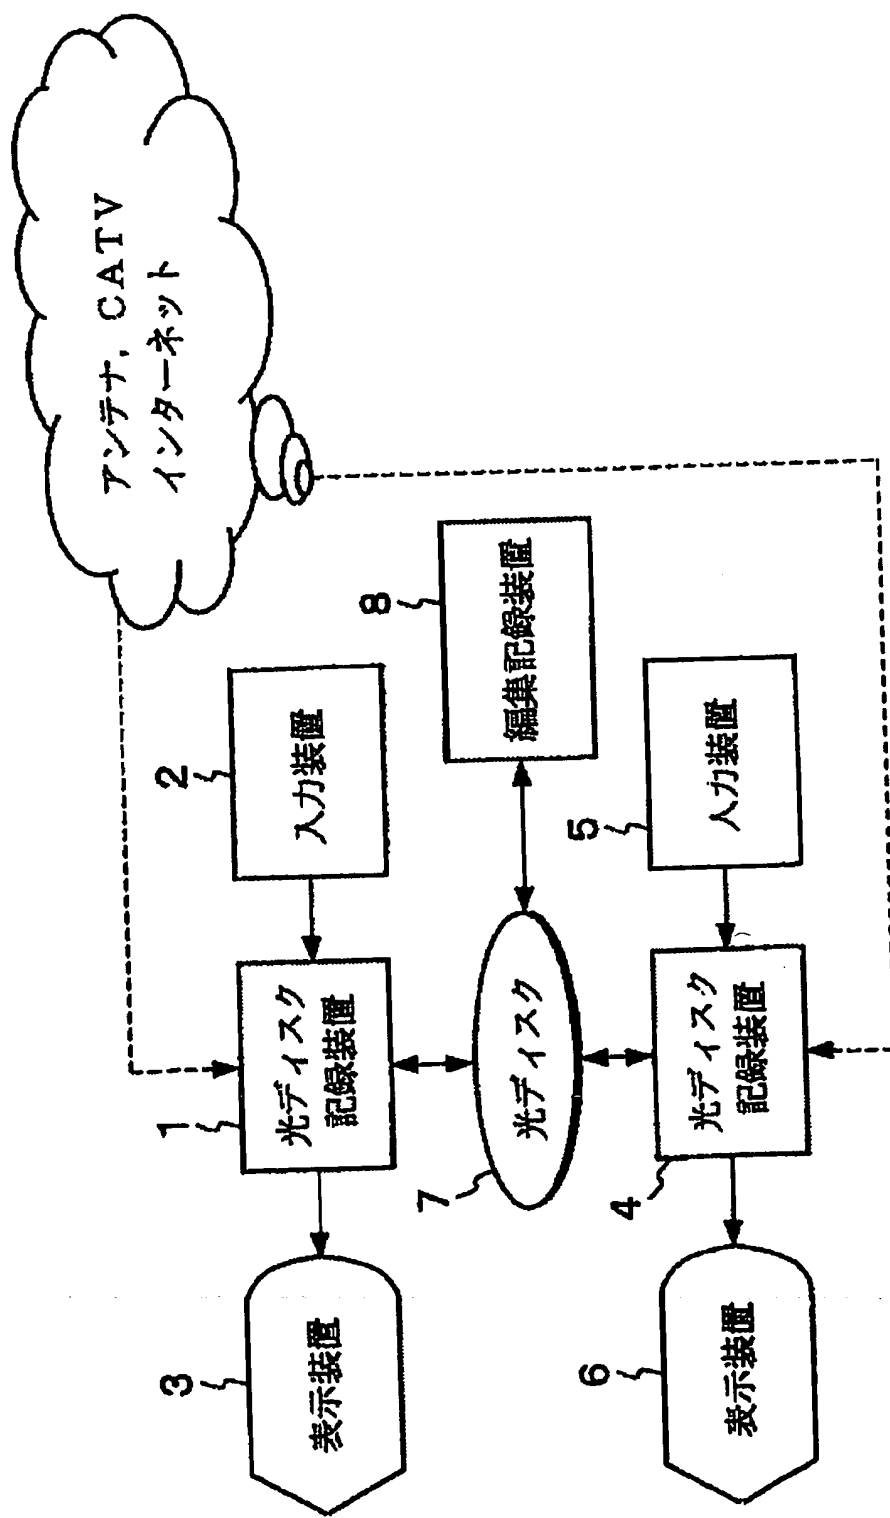 アンテナ, CATV
インターネット
2
入力装置
1
光ディスク
記録装置
3
表示装置
8
編集記録装置
7
光ディスク
5
入力装置
4
光ディスク
記録装置
6
表示装置